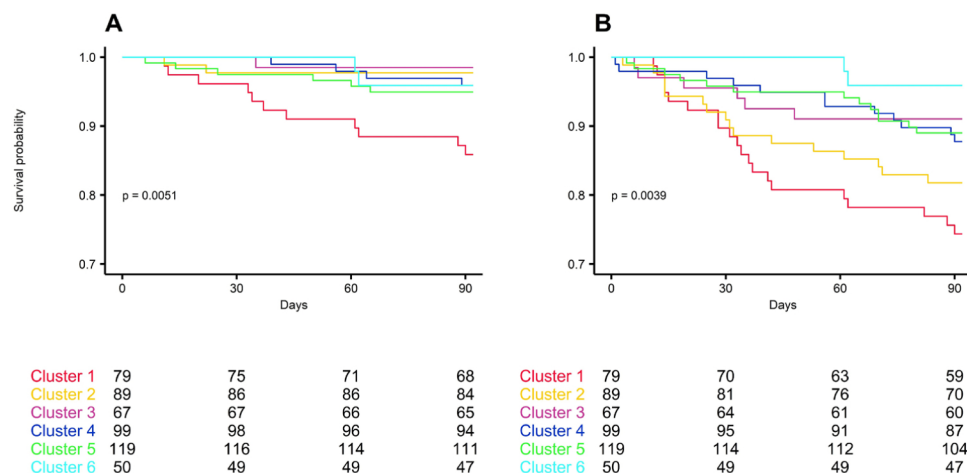 A
B
Survival probability
1.0
0.9
0.8
0.7
p = 0.0051
0 30 60 90
Days
1.0
0.9
0.8
0.7
p = 0.0039
0 30 60 90
Days
Cluster 1 79 75 71 68
Cluster 2 89 86 86 84
Cluster 3 67 67 66 65
Cluster 4 99 98 96 94
Cluster 5 119 116 114 111
Cluster 6 50 49 49 47
Cluster 1 79 70 63 59
Cluster 2 89 81 76 70
Cluster 3 67 64 61 60
Cluster 4 99 95 91 87
Cluster 5 119 114 112 104
Cluster 6 50 49 49 47